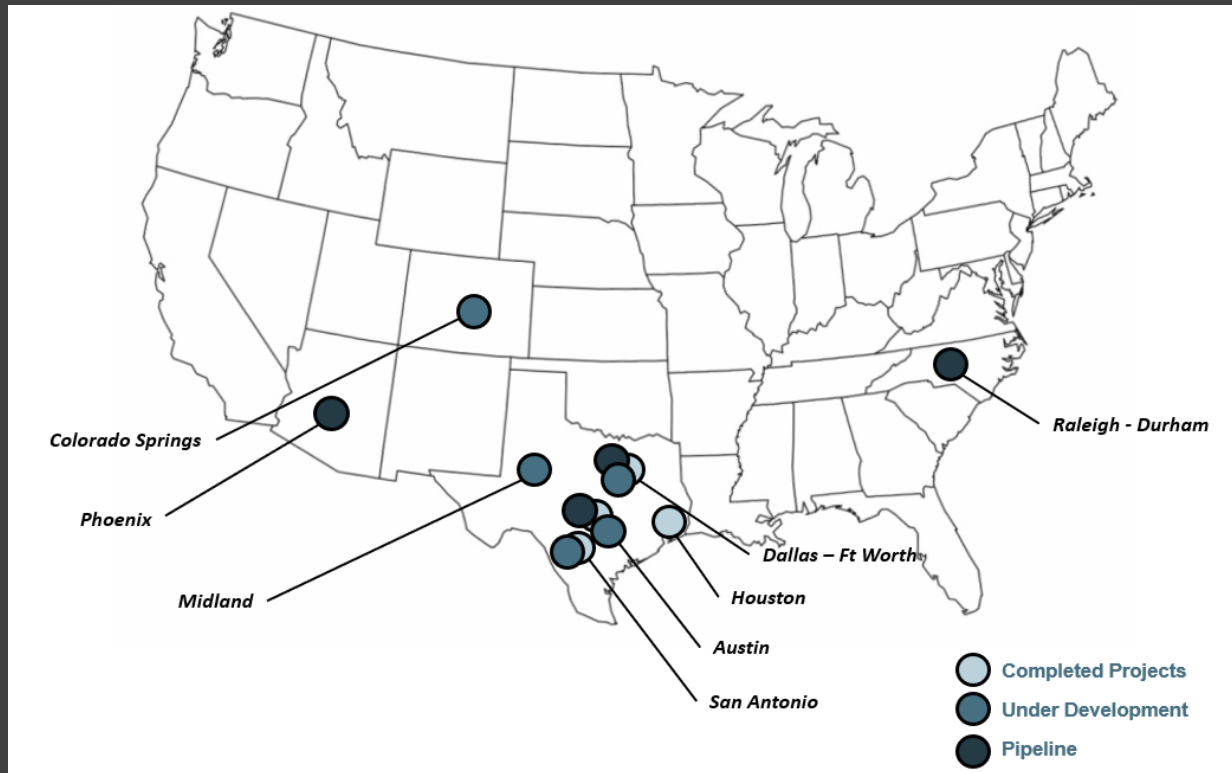 Colorado Springs
Raleigh - Durham
Phoenix
Dallas – Ft Worth
Midland
Houston
Austin
San Antonio
Completed Projects
Under Development
Pipeline